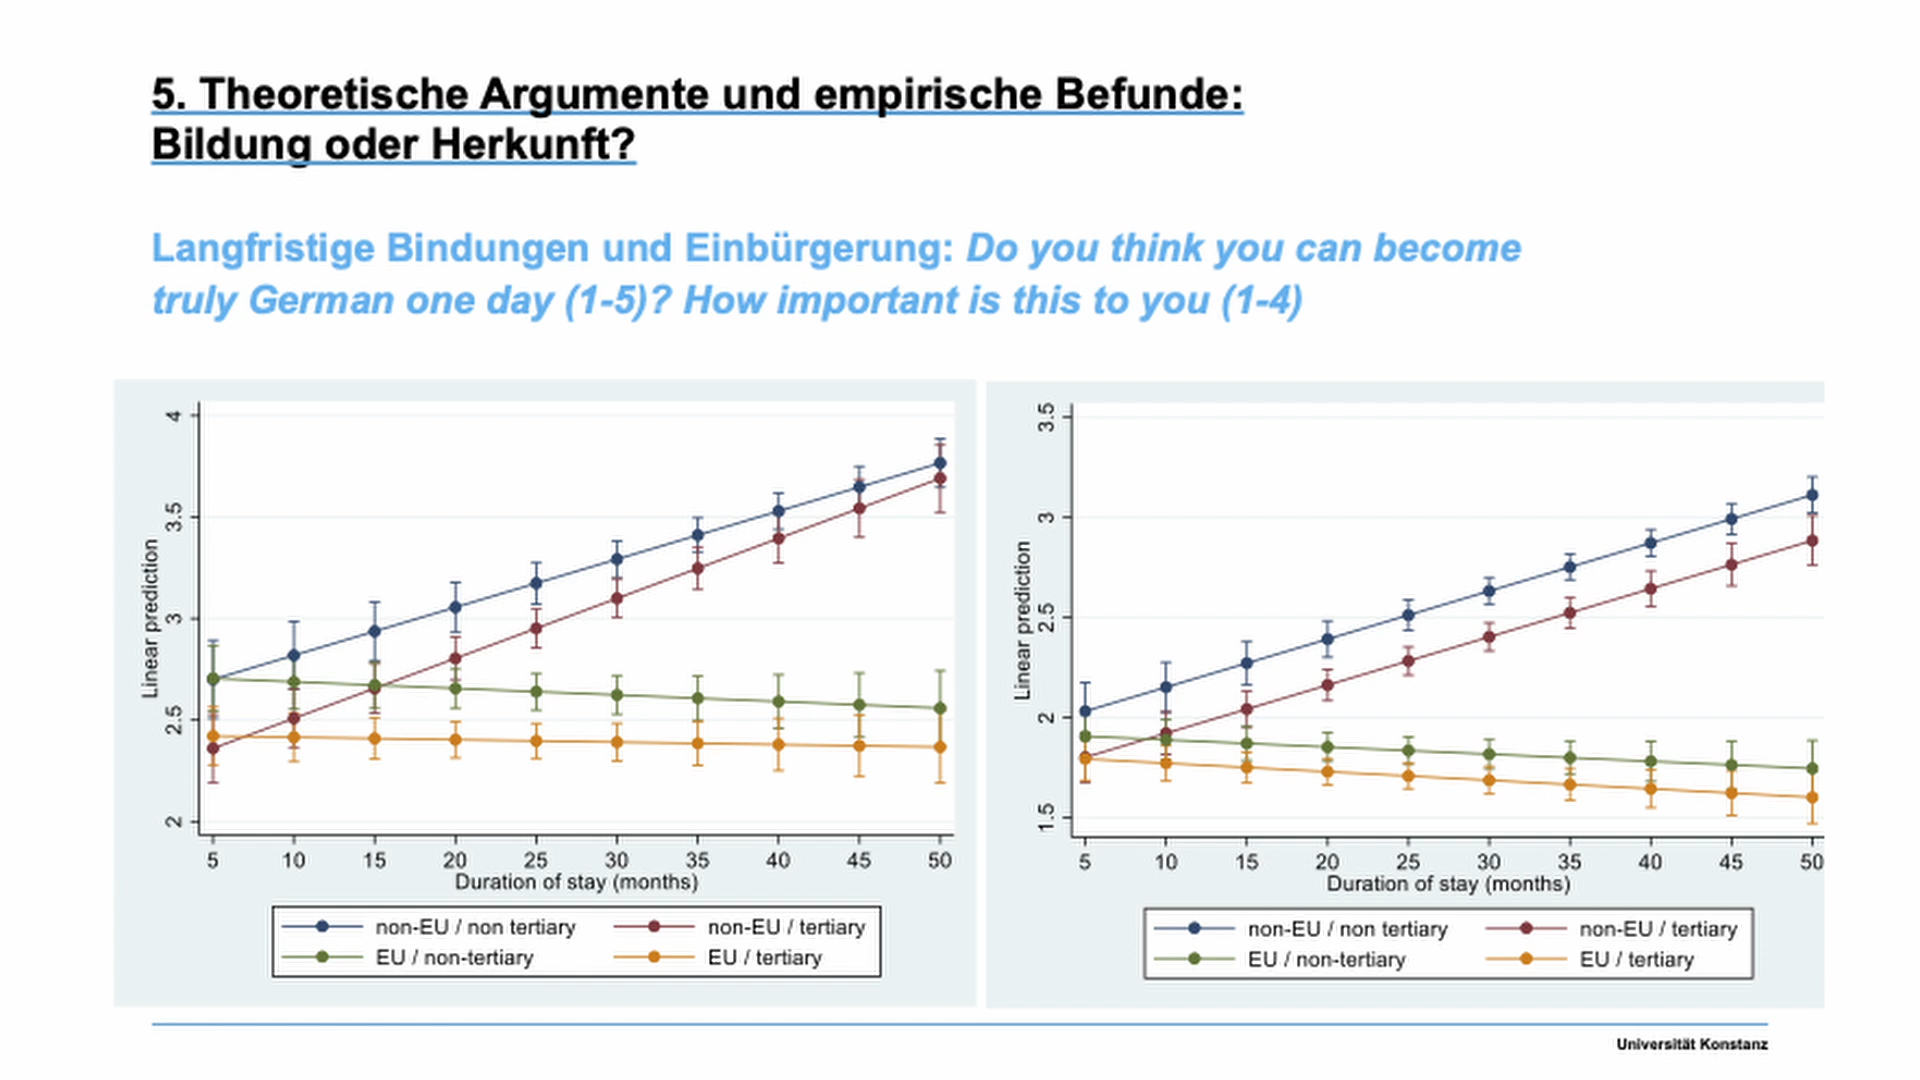 5. Theoretische Argumente und empirische Befunde:
Bildung oder Herkunft?
Langfristige Bindungen und Einbürgerung: Do you think you can become
truly German one day (1-5)? How important is this to you (1-4)
Linear prediction
4
3.5
3
2.5
2
5 10 15 20 25 30 35 40 45 50
Duration of stay (months)
non-EU / non tertiary non-EU / tertiary
EU / non-tertiary EU / tertiary
Linear prediction
3.5
3
2.5
2
1.5
5 10 15 20 25 30 35 40 45 50
Duration of stay (months)
non-EU / non tertiary non-EU / tertiary
EU / non-tertiary EU / tertiary
Universität Konstanz